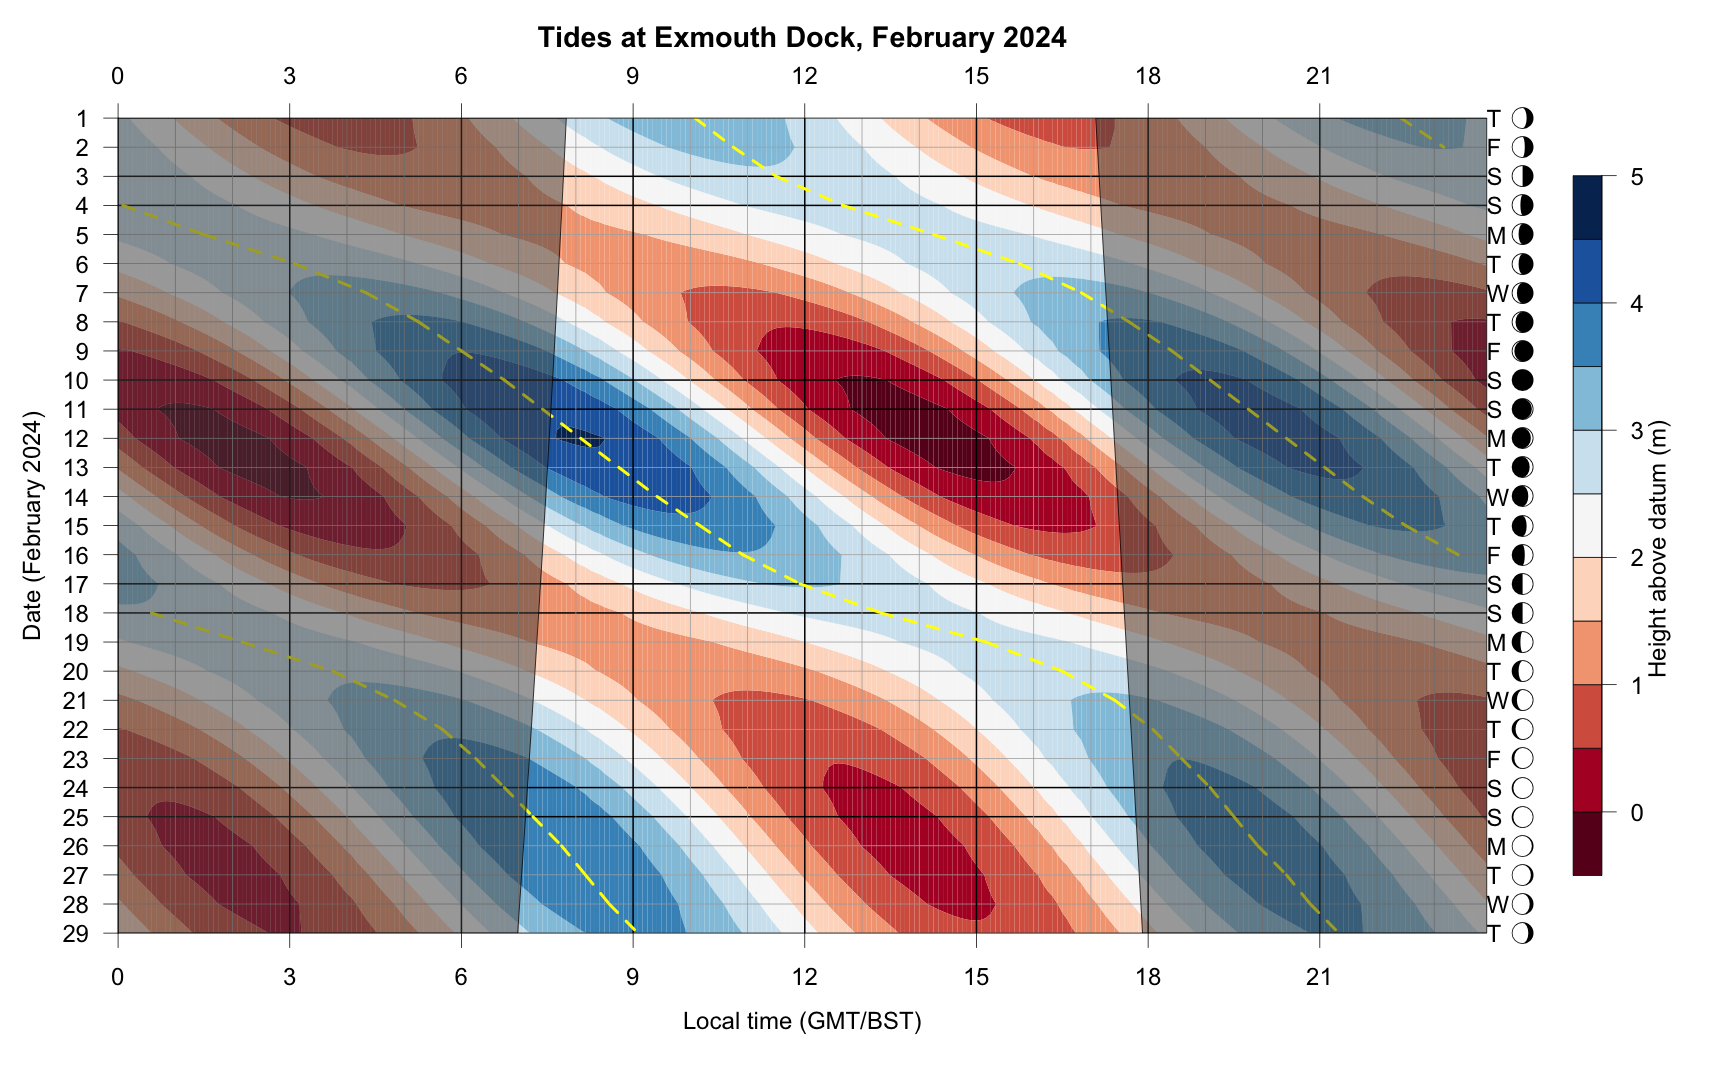 Tides at Exmouth Dock, February 2024
0 3 6 9 12 15 18 21
1 T
2 F
3 S
4 S
5 M
6 T
7 W
8 T
9 F
10 S
11 S
12 M
13 T
14 W
15 T
16 F
17 S
18 S
19 M
20 T
21 W
22 T
23 F
24 S
25 S
26 M
27 T
28 W
29 T
0 3 6 9 12 15 18 21
Local time (GMT/BST)
Date (February 2024)
5
4
3
2
1
0
Height above datum (m)